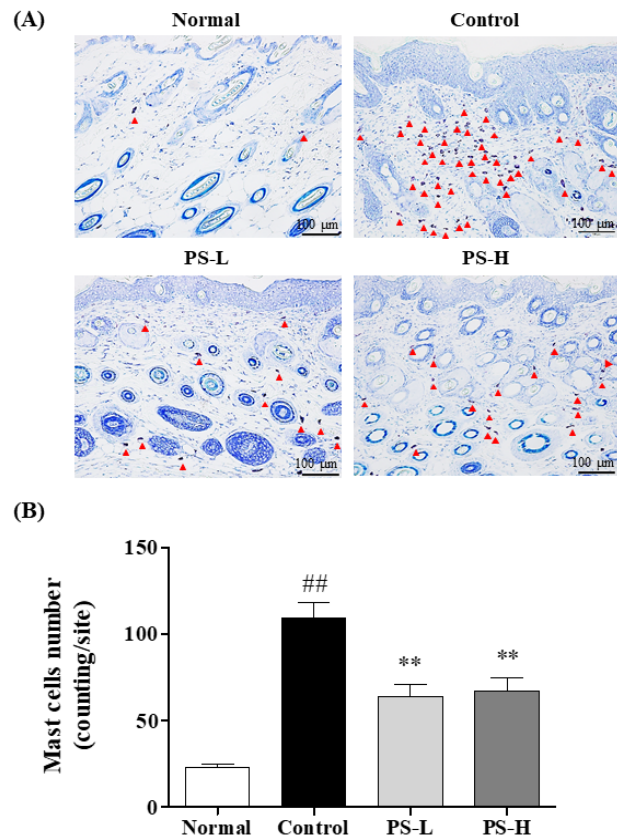 (A)
Normal
Control
100 μm
100 μm
PS-L
PS-H
100 μm
100 μm
(B)
Mast cells number
(counting/site)
150
100
50
0
##
**
**
Normal
Control
PS-L
PS-H